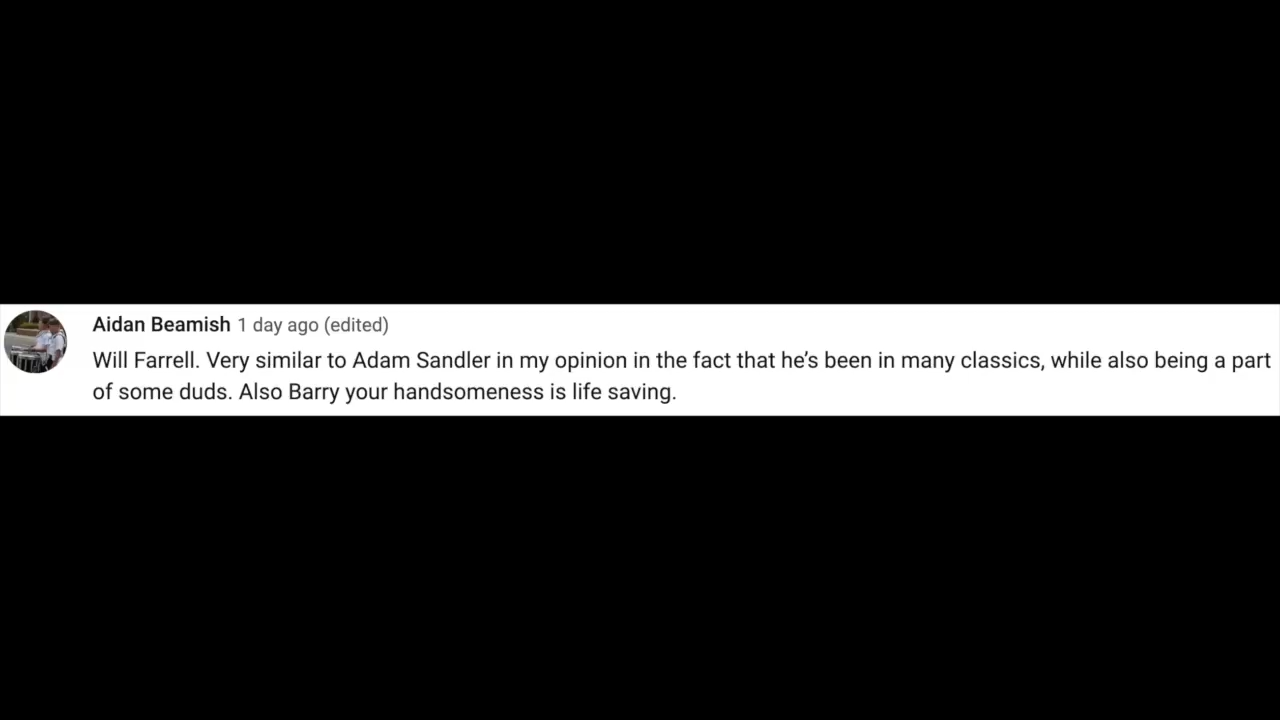 Aidan Beamish 1 day ago (edited)
Will Farrell. Very similar to Adam Sandler in my opinion in the fact that he’s been in many classics, while also being a part
of some duds. Also Barry your handsomeness is life saving.